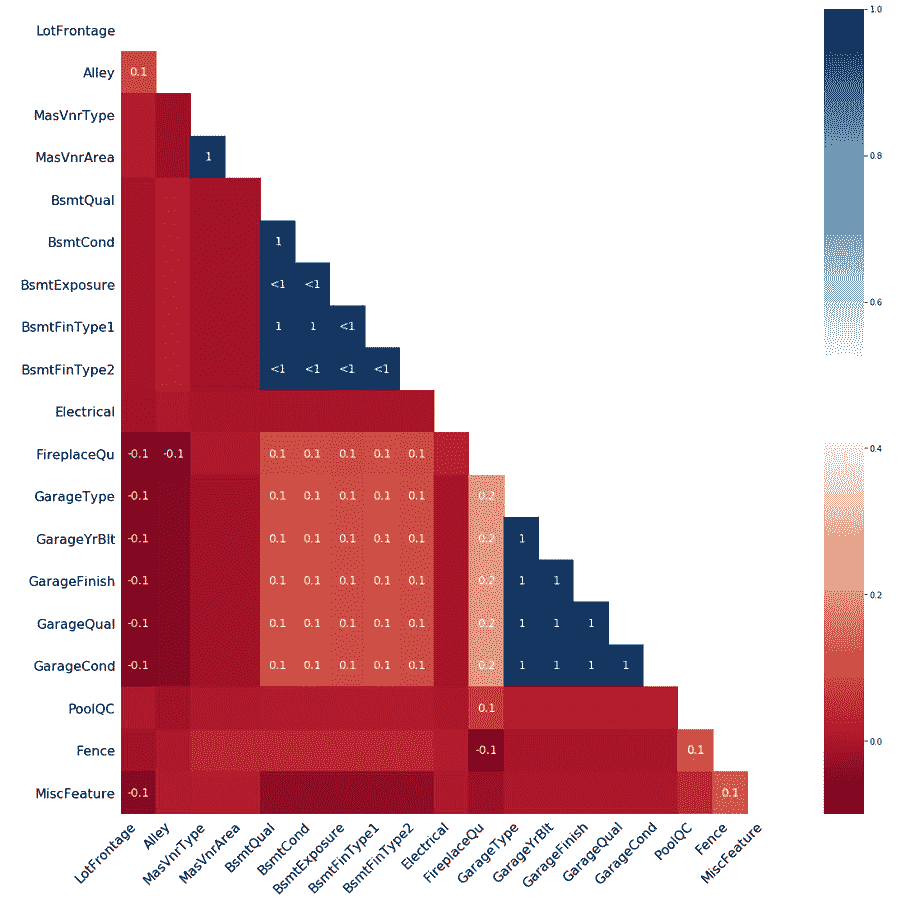 LotFrontage
1.0
Alley 0.1
MasVnrType
MasVnrArea 1
0.8
BsmtQual
BsmtCond 1
BsmtExposure <1 <1
0.6
BsmtFinType1 1 1 <1
BsmtFinType2 <1 <1 <1 <1
Electrical
0.4
FireplaceQu -0.1 -0.1 0.1 0.1 0.1 0.1 0.1
GarageType -0.1 0.1 0.1 0.1 0.1 0.1 0.2
GarageYrBlt -0.1 0.1 0.1 0.1 0.1 0.1 0.2 1
GarageFinish -0.1 0.1 0.1 0.1 0.1 0.1 0.2 1 1
0.2
GarageQual -0.1 0.1 0.1 0.1 0.1 0.1 0.2 1 1 1
GarageCond -0.1 0.1 0.1 0.1 0.1 0.1 0.2 1 1 1 1
PoolQC 0.1
0.0
Fence -0.1 0.1
MiscFeature -0.1 0.1
LotFrontage
Alley
MasVnrType
MasVnrArea
BsmtQual
BsmtCond
BsmtExposure
BsmtFinType1
BsmtFinType2
Electrical
FireplaceQu
GarageType
GarageYrBlt
GarageFinish
GarageQual
GarageCond
PoolQC
Fence
MiscFeature